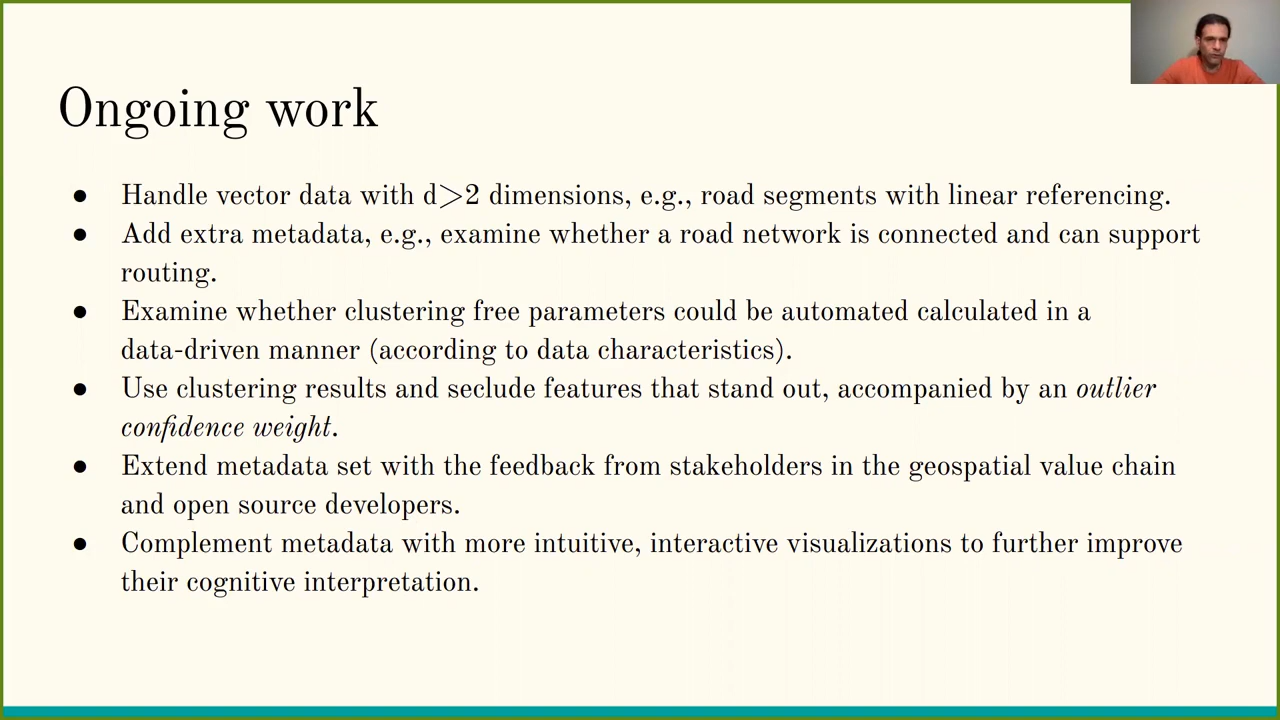 Ongoing work
● Handle vector data with d>2 dimensions, e.g., road segments with linear referencing.
● Add extra metadata, e.g., examine whether a road network is connected and can support
routing.
● Examine whether clustering free parameters could be automated calculated in a
data-driven manner (according to data characteristics).
● Use clustering results and seclude features that stand out, accompanied by an outlier
confidence weight.
● Extend metadata set with the feedback from stakeholders in the geospatial value chain
and open source developers.
● Complement metadata with more intuitive, interactive visualizations to further improve
their cognitive interpretation.